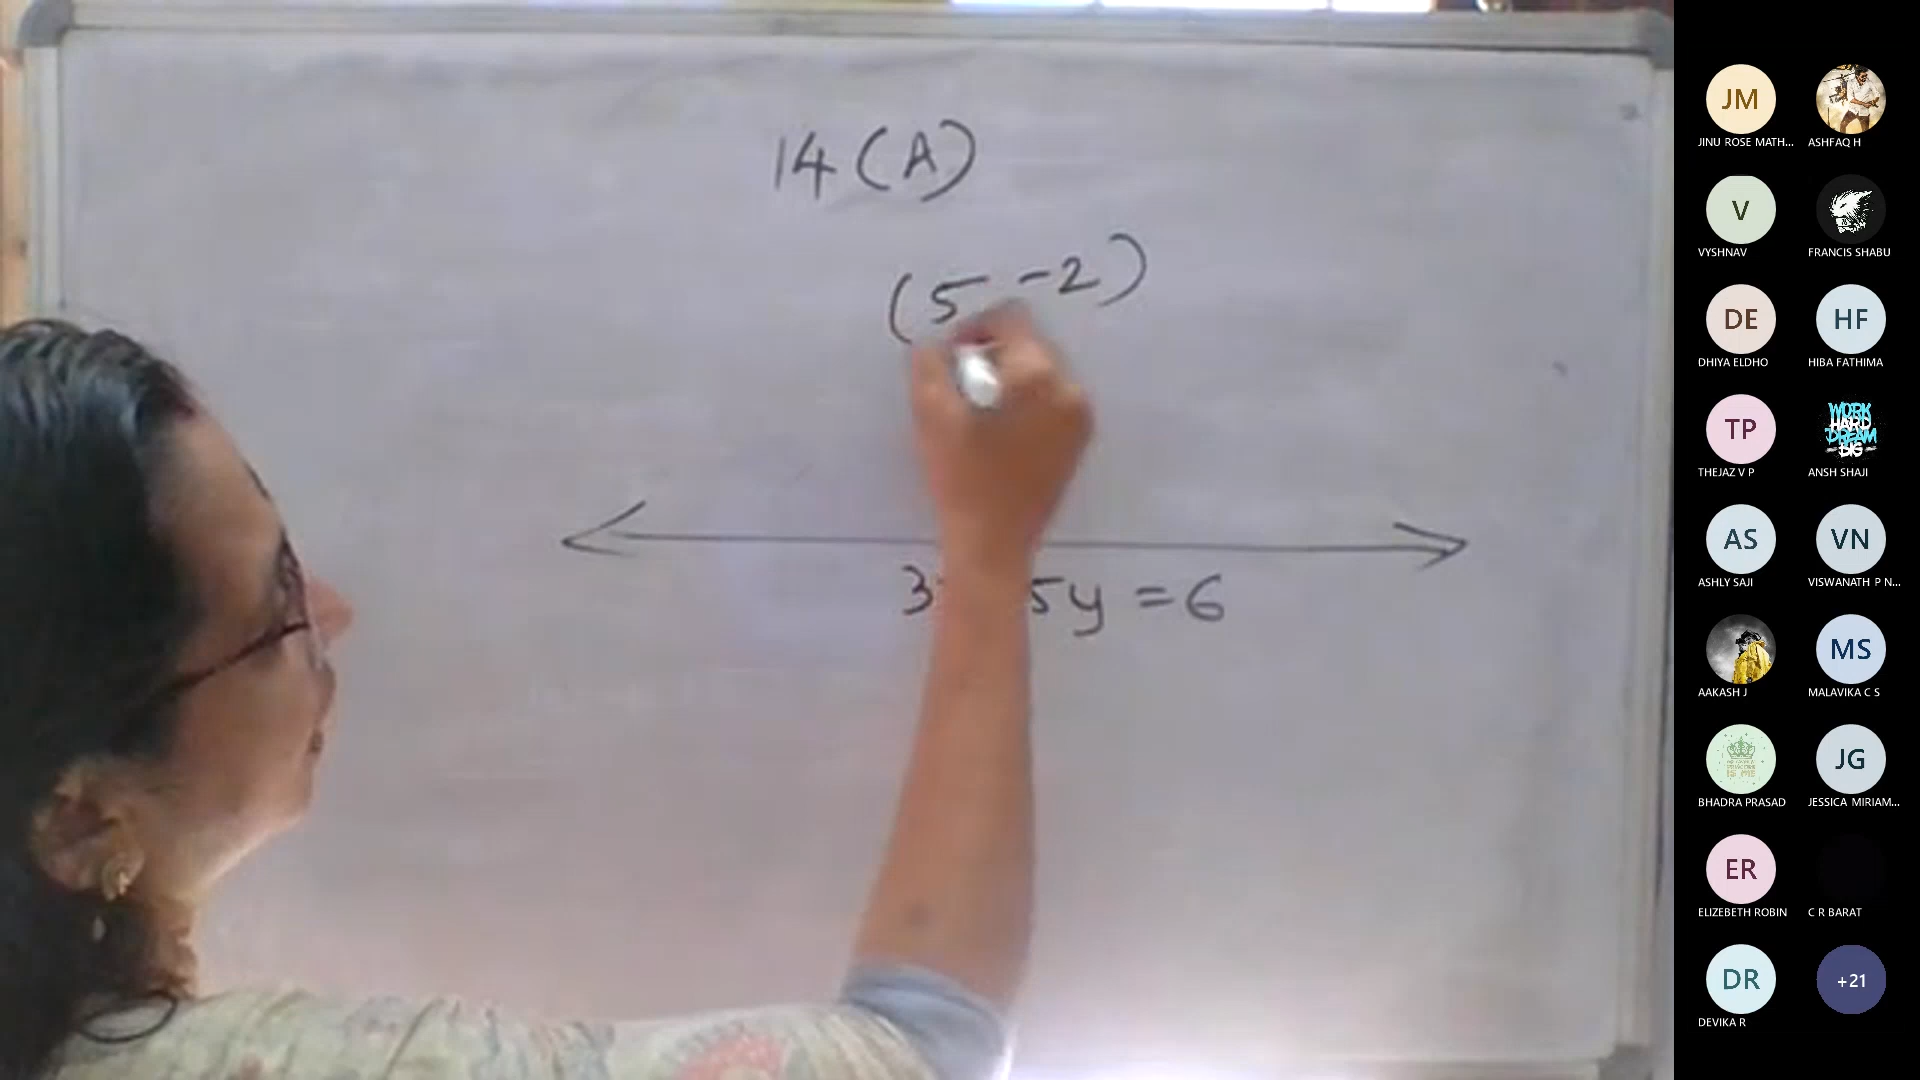 14 (A)
(5 -2)
3 5y = 6
JM
JINU ROSE MATH...
ASHFAQ H
V
VYSHNAV
FRANCIS SHABU
DE
DHIYA ELDHO
HF
HIBA FATHIMA
TP
THEJAZ V P
WORK
HARD
DREAM
BIG
ANSH SHAJI
AS
ASHLY SAJI
VN
VISWANATH P N...
AAKASH J
MS
MALAVIKA C S
BHADRA PRASAD
JG
JESSICA MIRIAM...
ER
ELIZEBETH ROBIN
C R BARAT
DR
DEVIKA R
+21